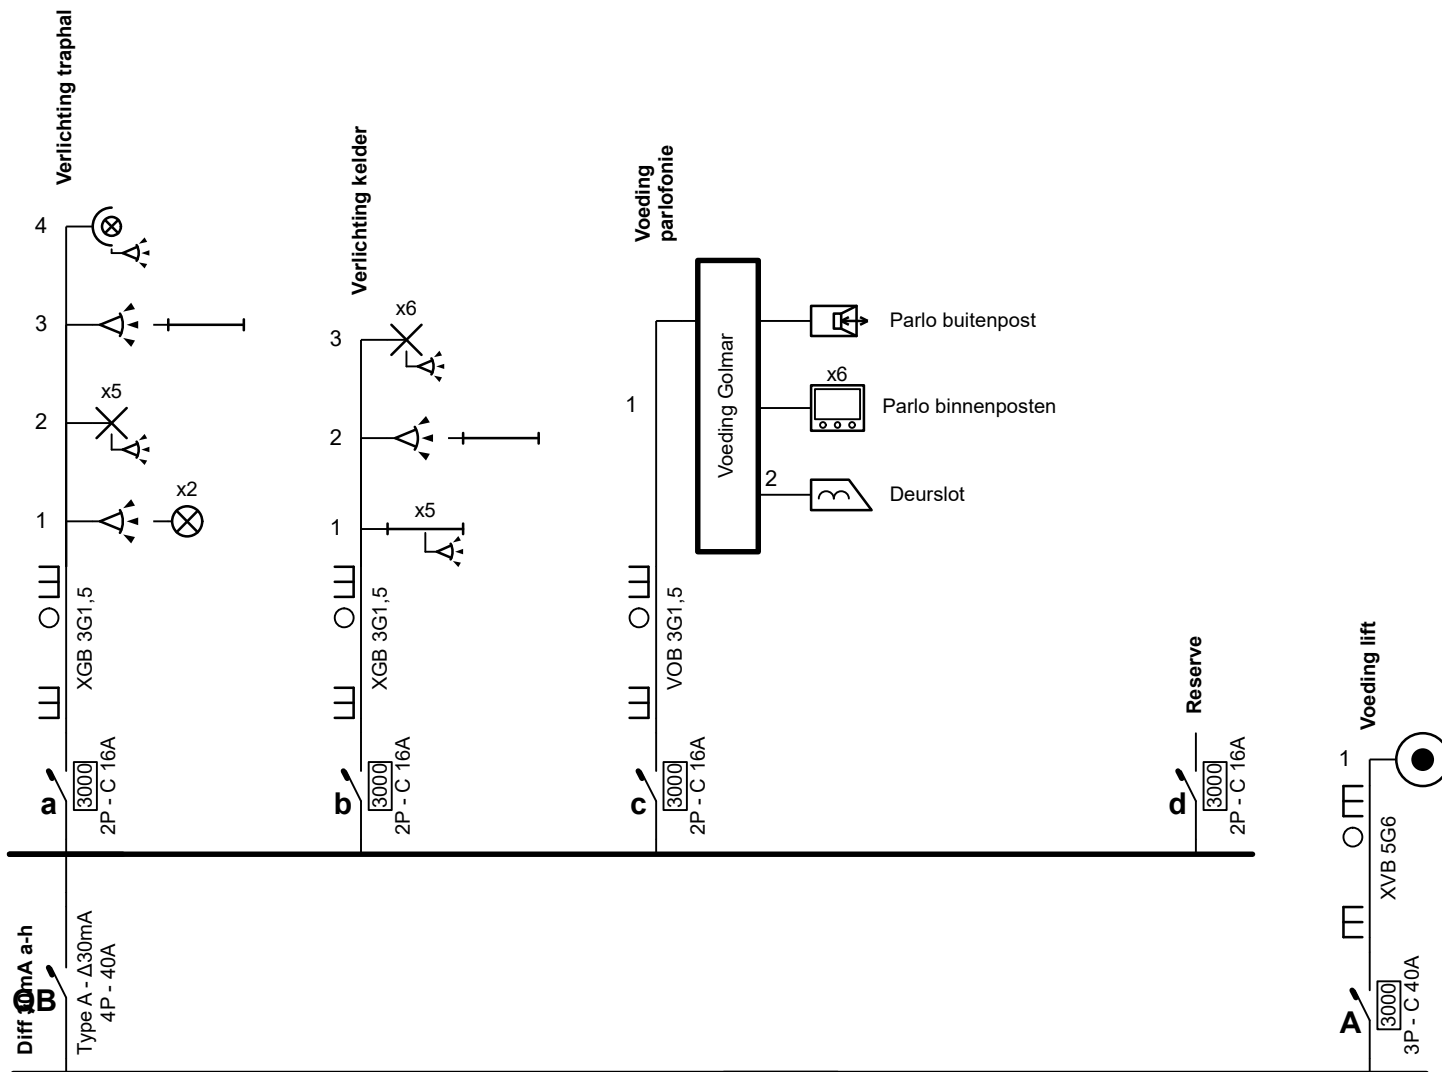 Verlichting traphal
4
3
x5
2
x2
1
XGB 3G1,5
a
3000
2P - C 16A
Verlichting kelder
x6
3
2
x5
1
XGB 3G1,5
b
3000
2P - C 16A
Voeding
parlofonie
1
Voeding Golmar
Parlo buitenpost
x6
Parlo binnenposten
2
Deurslot
VOB 3G1,5
c
3000
2P - C 16A
Reserve
d
3000
2P - C 16A
Voeding lift
1
XVB 5G6
A
3000
3P - C 40A
Diff 30mA a-h
QB
Type A - Δ30mA
4P - 40A